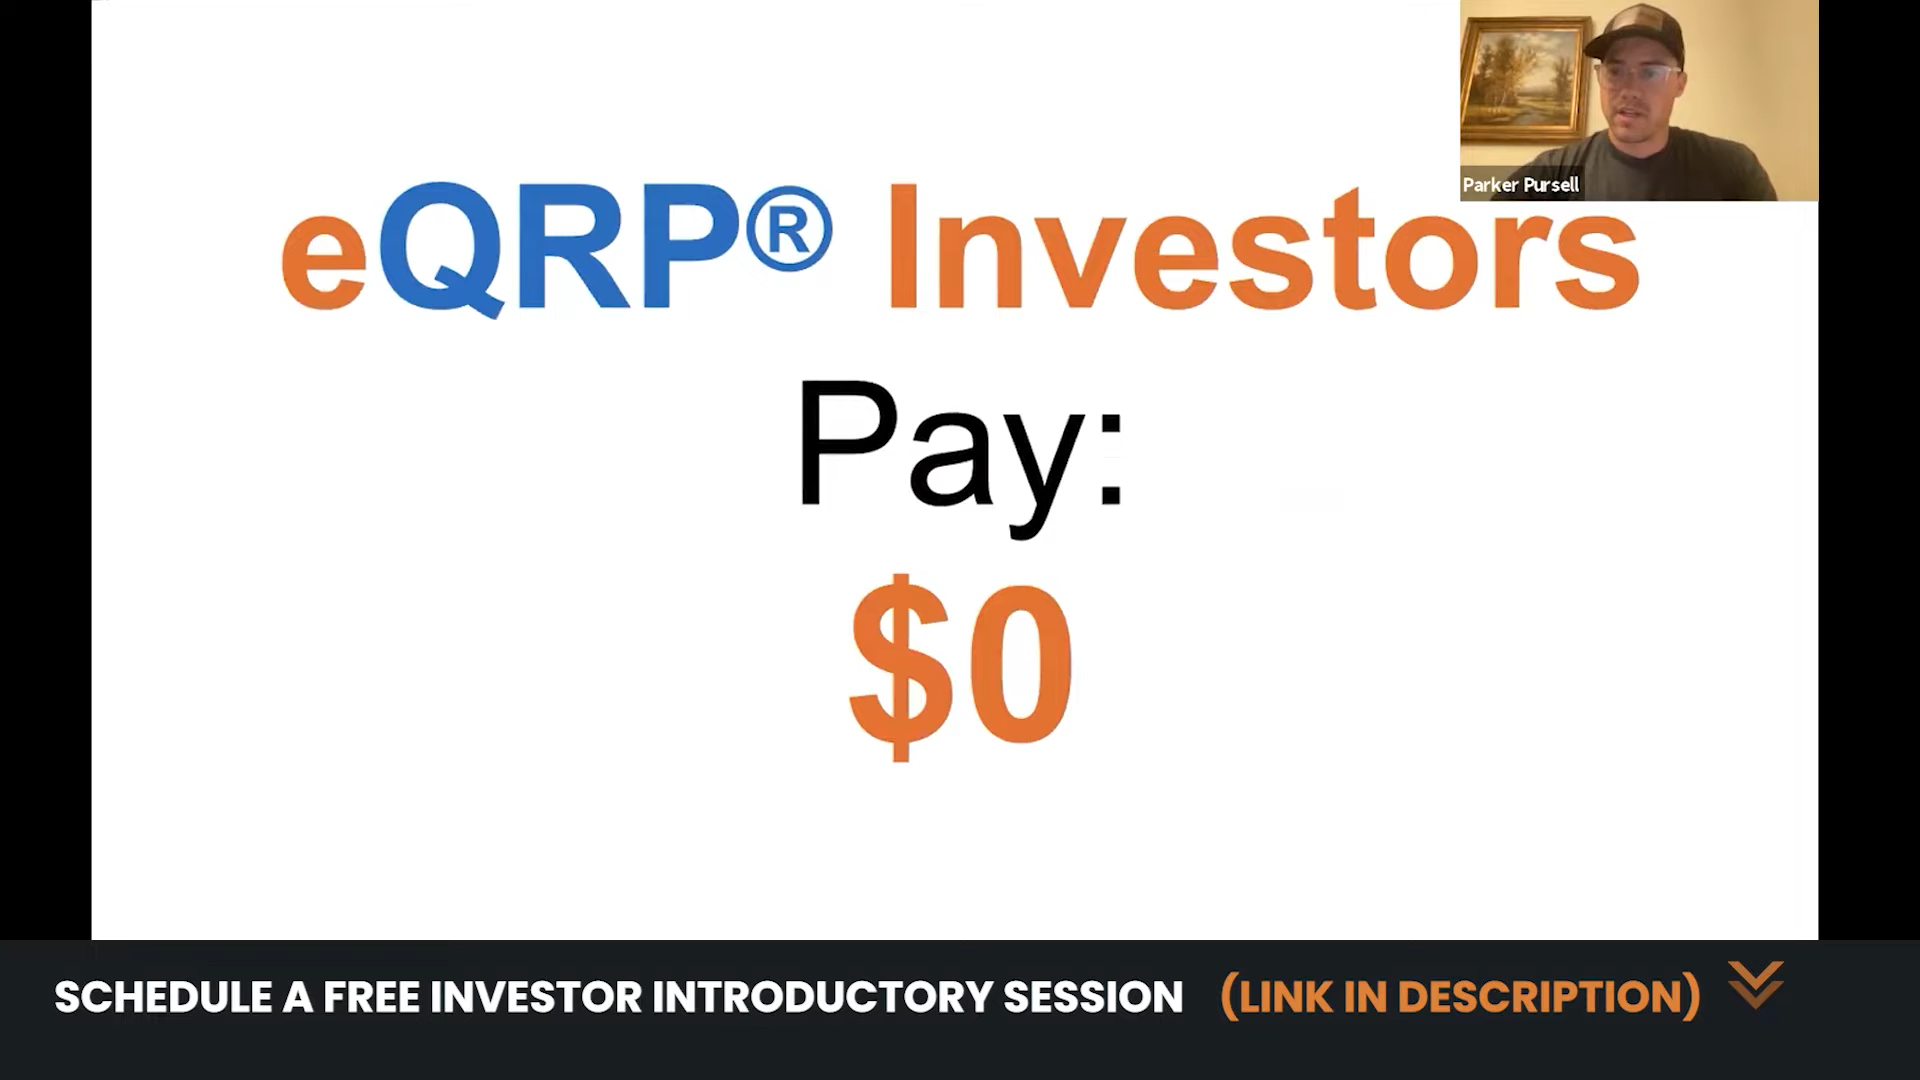 Parker Pursell
eQRP® Investors
Pay:
$0
SCHEDULE A FREE INVESTOR INTRODUCTORY SESSION (LINK IN DESCRIPTION)